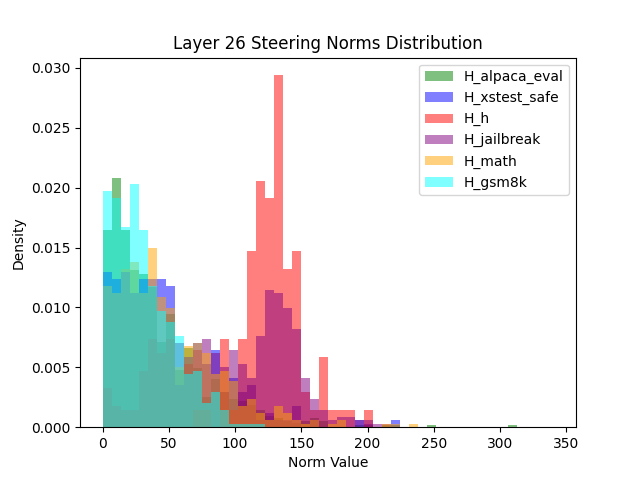 Layer 26 Steering Norms Distribution
Density
0.030
0.025
0.020
0.015
0.010
0.005
0.000
H_alpaca_eval
H_xstest_safe
H_h
H_jailbreak
H_math
H_gsm8k
0 50 100 150 200 250 300 350
Norm Value